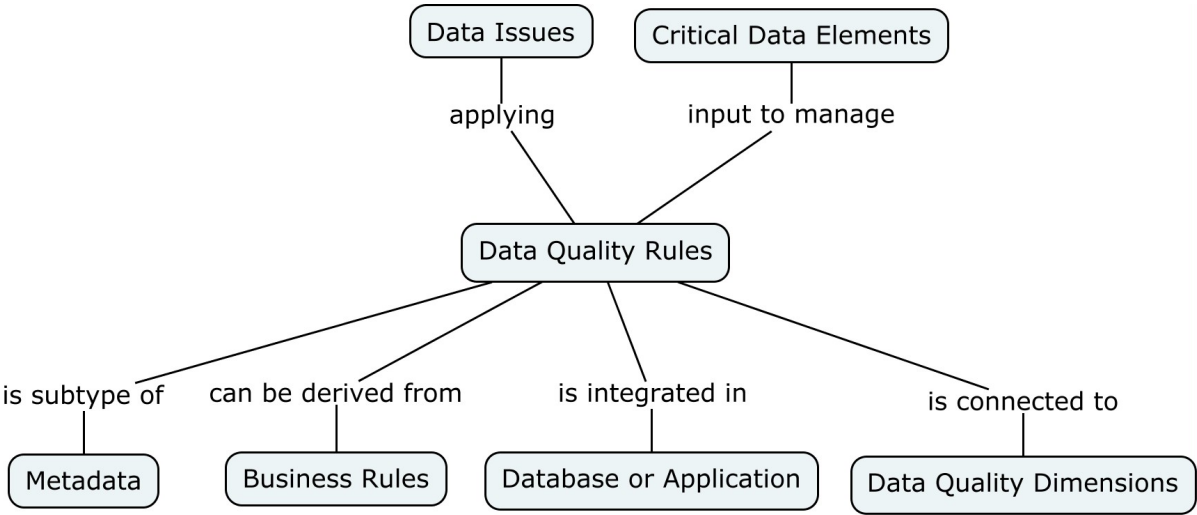 Data Issues
Critical Data Elements
applying
input to manage
Data Quality Rules
is subtype of
can be derived from
is integrated in
is connected to
Metadata
Business Rules
Database or Application
Data Quality Dimensions